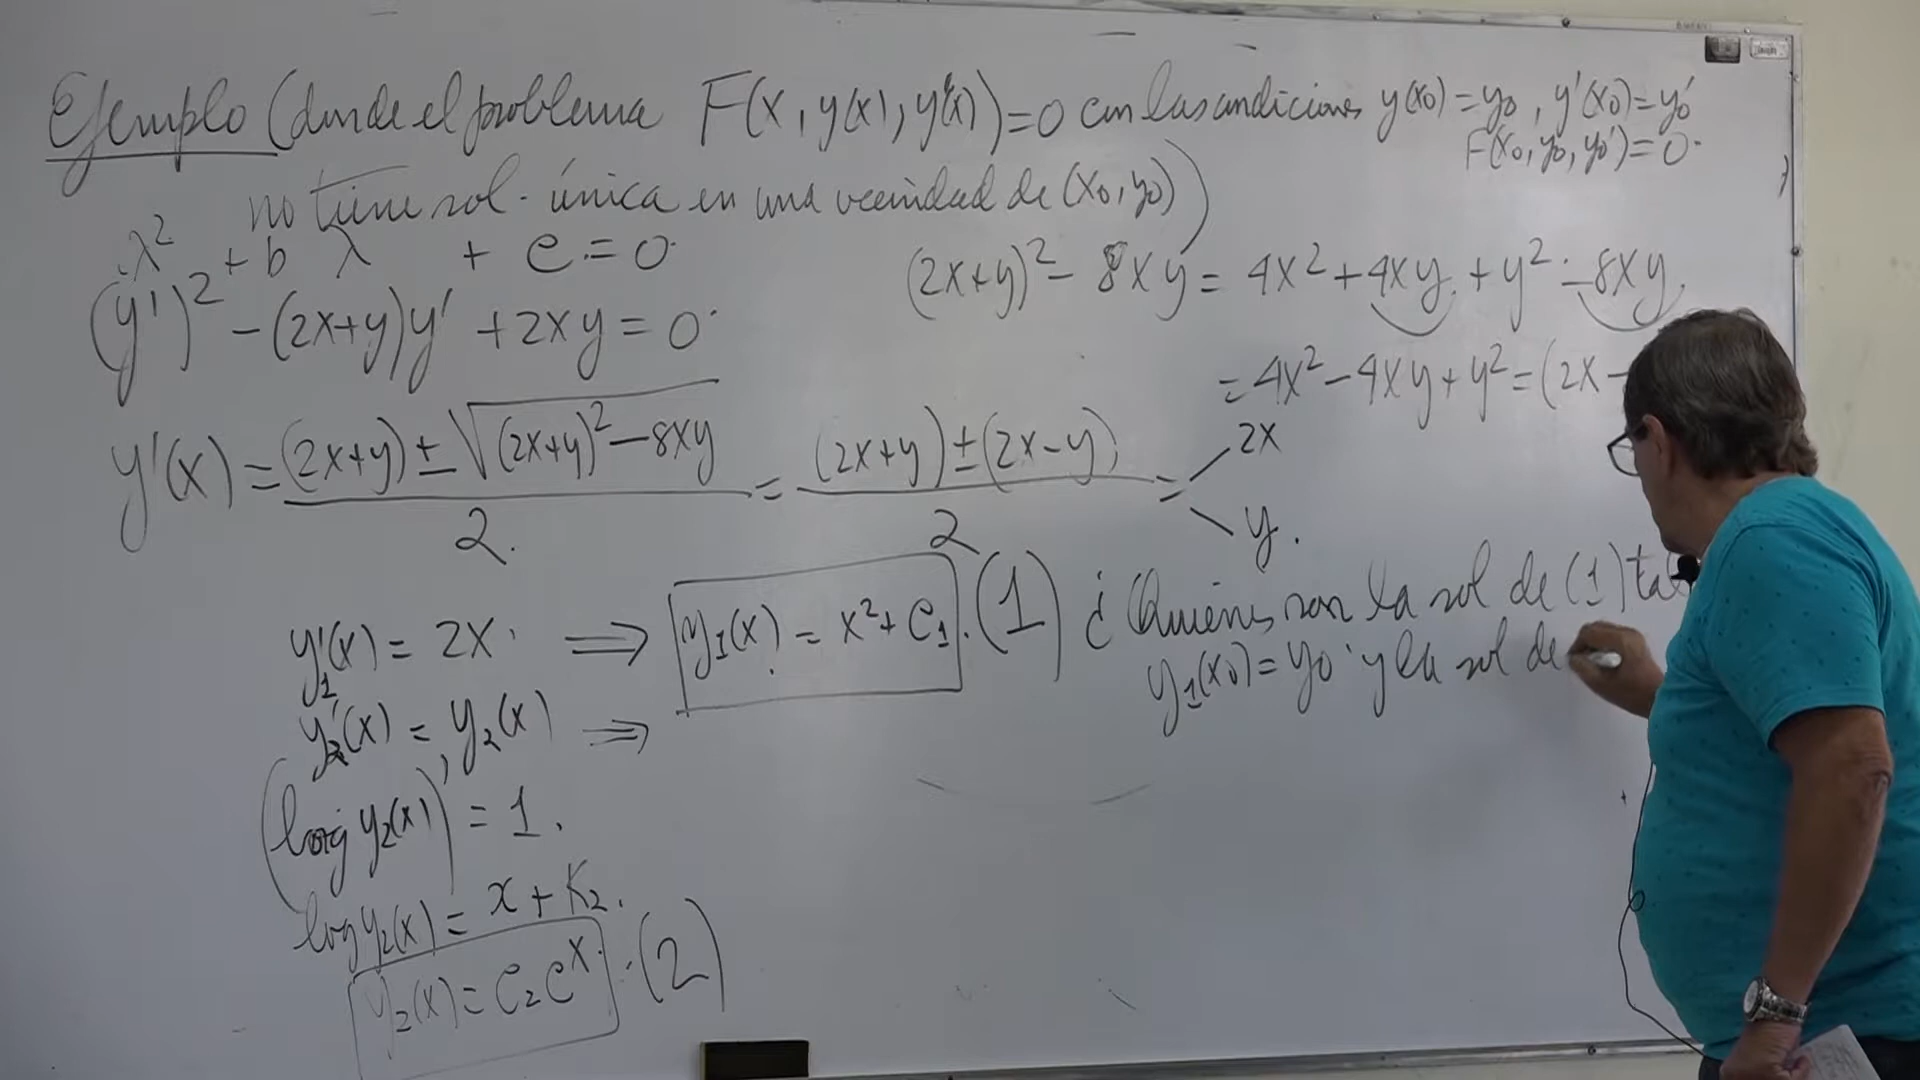 Ejemplo (donde el problema F(x, y(x), y'(x)) = 0 con las condiciones y(x0) = y0, y'(x0) = y0'
F(x0, y0, y0') = 0.
no tiene sol. única en una vecindad de (x0, y0))
λ² + b λ + c = 0.
(y')² - (2x+y)y' + 2xy = 0.
(2x+y)² - 8xy = 4x² + 4xy + y² - 8xy
= 4x² - 4xy + y² = (2x -
y'(x) = ((2x+y) ± √((2x+y)² - 8xy))/2. = ((2x+y) ± (2x-y))/2 =
2x
y.
y1'(x) = 2x. ⟹ y1(x) = x² + C1. (1)
¿Quiénes son la sol de (1) tal
y1(x0) = y0. y la sol de
y2'(x) = y2(x) ⟹
(log y2(x))' = 1.
log y2(x) = x + K2.
y2(x) = C2 e^x. (2)